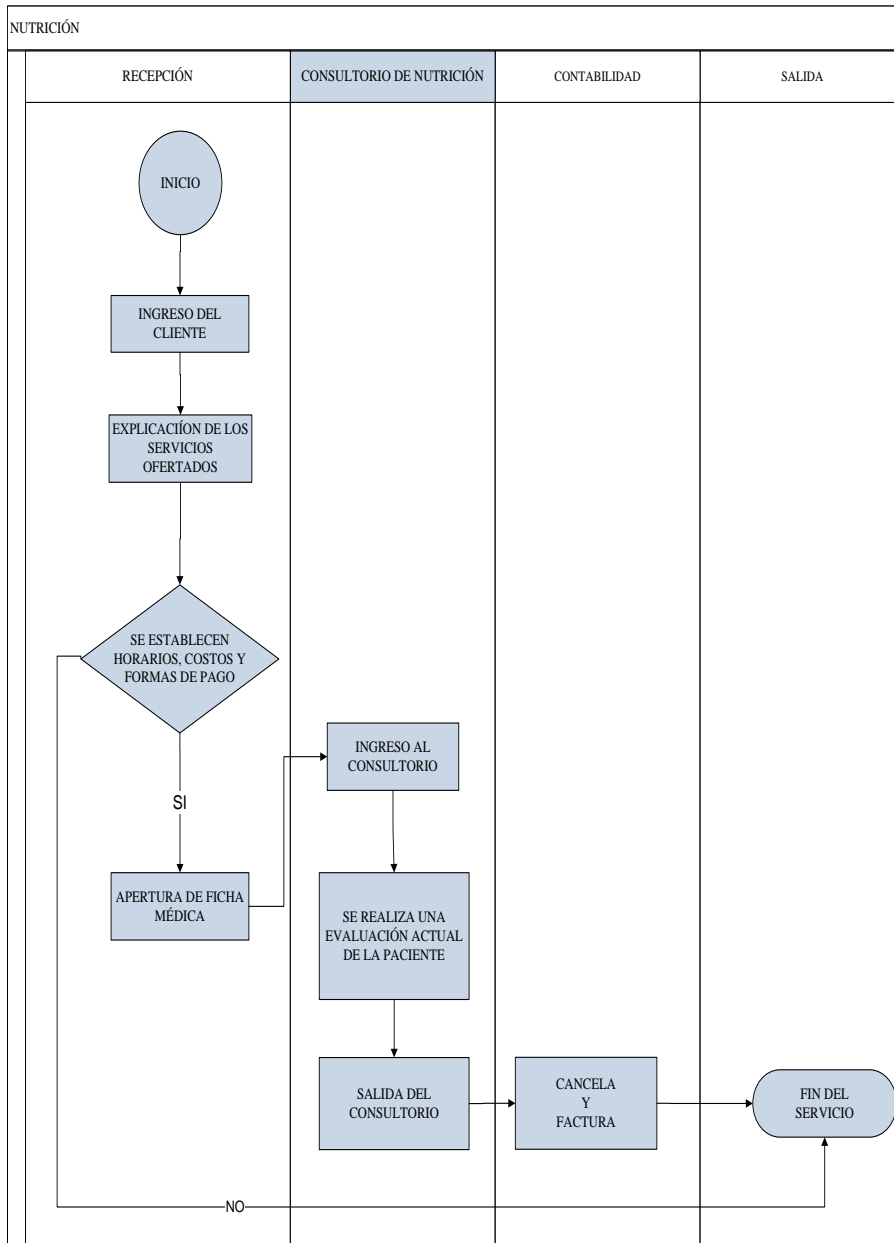 NUTRICIÓN
RECEPCIÓN
CONSULTORIO DE NUTRICIÓN
CONTABILIDAD
SALIDA
INICIO
INGRESO DEL
CLIENTE
EXPLICACIÍON DE LOS
SERVICIOS
OFERTADOS
SE ESTABLECEN
HORARIOS, COSTOS Y
FORMAS DE PAGO
SI
APERTURA DE FICHA
MÉDICA
INGRESO AL
CONSULTORIO
SE REALIZA UNA
EVALUACIÓN ACTUAL
DE LA PACIENTE
SALIDA DEL
CONSULTORIO
CANCELA
Y
FACTURA
FIN DEL
SERVICIO
NO